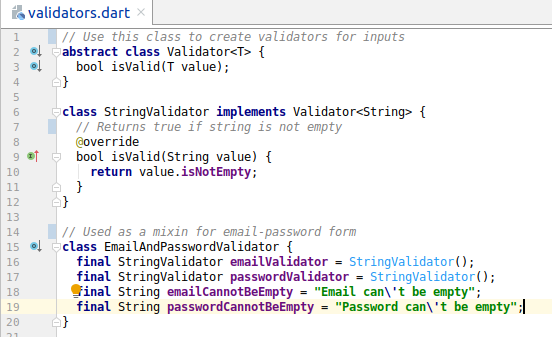 validators.dart
1 // Use this class to create validators for inputs
2 abstract class Validator<T> {
3   bool isValid(T value);
4 }
5
6 class StringValidator implements Validator<String> {
7   // Returns true if string is not empty
8   @override
9   bool isValid(String value) {
10     return value.isNotEmpty;
11   }
12 }
13
14 // Used as a mixin for email-password form
15 class EmailAndPasswordValidator {
16   final StringValidator emailValidator = StringValidator();
17   final StringValidator passwordValidator = StringValidator();
18   final String emailCannotBeEmpty = "Email can\'t be empty";
19   final String passwordCannotBeEmpty = "Password can\'t be empty";
20 }
21